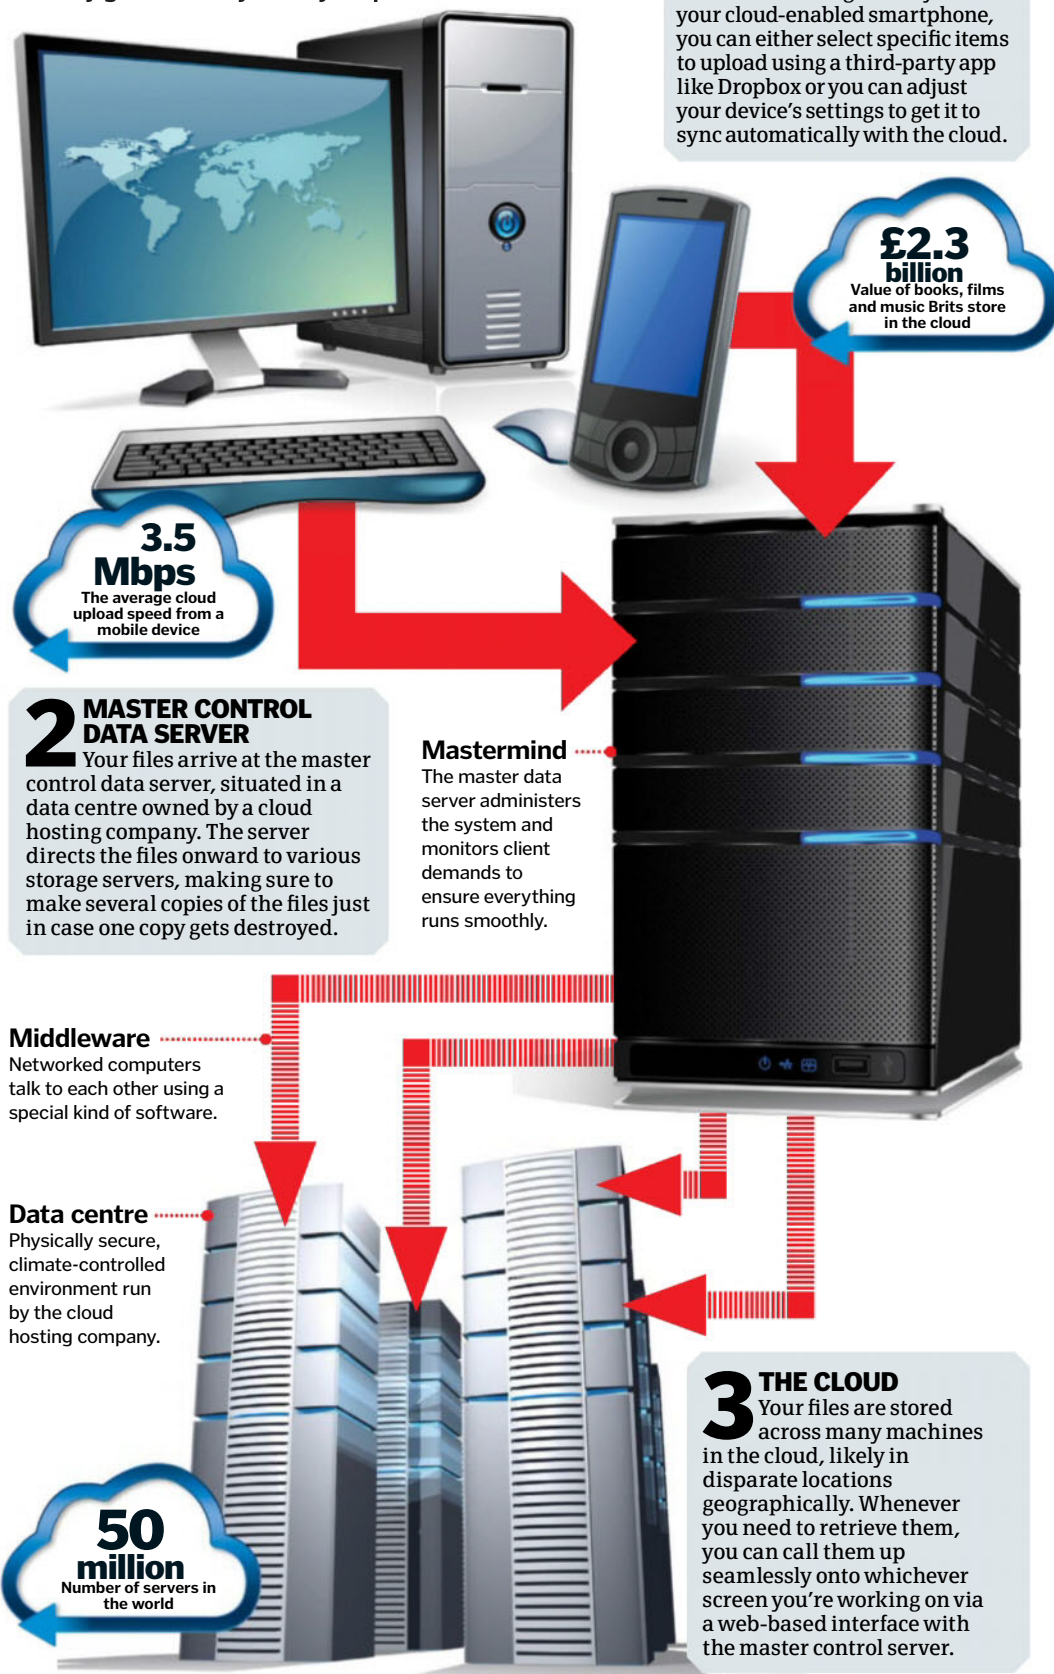 your cloud-enabled smartphone,
you can either select specific items
to upload using a third-party app
like Dropbox or you can adjust
your device's settings to get it to
sync automatically with the cloud.
£2.3
billion
Value of books, films
and music Brits store
in the cloud
3.5
Mbps
The average cloud
upload speed from a
mobile device
2 MASTER CONTROL
DATA SERVER
Your files arrive at the master
control data server, situated in a
data centre owned by a cloud
hosting company. The server
directs the files onward to various
storage servers, making sure to
make several copies of the files just
in case one copy gets destroyed.
Mastermind
The master data
server administers
the system and
monitors client
demands to
ensure everything
runs smoothly.
Middleware
Networked computers
talk to each other using a
special kind of software.
Data centre
Physically secure,
climate-controlled
environment run
by the cloud
hosting company.
3 THE CLOUD
Your files are stored
across many machines
in the cloud, likely in
disparate locations
geographically. Whenever
you need to retrieve them,
you can call them up
seamlessly onto whichever
screen you're working on via
a web-based interface with
the master control server.
50
million
Number of servers in
the world